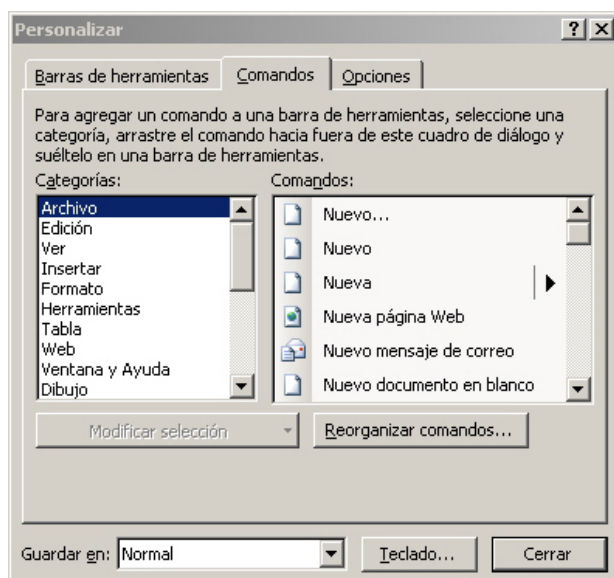 Personalizar
Barras de herramientas Comandos Opciones
Para agregar un comando a una barra de herramientas, seleccione una
categoría, arrastre el comando hacia fuera de este cuadro de diálogo y
suéltelo en una barra de herramientas.
Categorías:
Archivo
Edición
Ver
Insertar
Formato
Herramientas
Tabla
Web
Ventana y Ayuda
Dibujo
Comandos:
Nuevo...
Nuevo
Nueva
Nueva página Web
Nuevo mensaje de correo
Nuevo documento en blanco
Modificar selección Reorganizar comandos...
Guardar en: Normal Teclado... Cerrar